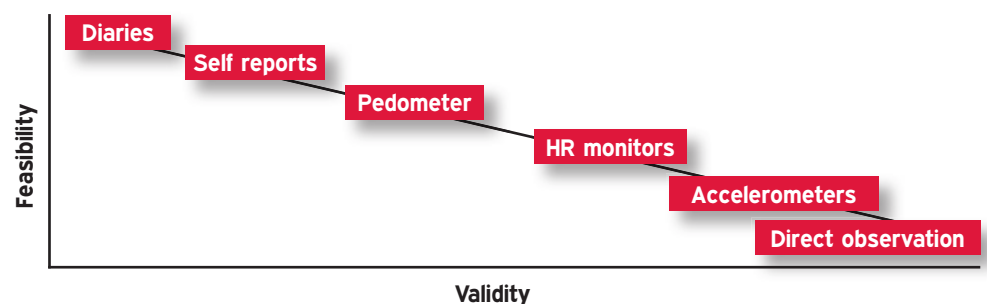 Diaries
Self reports
Pedometer
HR monitors
Accelerometers
Direct observation
Feasibility
Validity